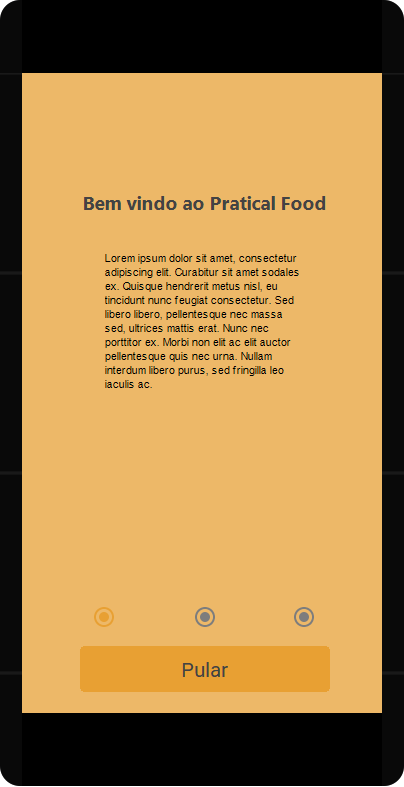 Bem vindo ao Pratical Food
Lorem ipsum dolor sit amet, consectetur
adipiscing elit. Curabitur sit amet sodales
ex. Quisque hendrerit metus nisl, eu
tincidunt nunc feugiat consectetur. Sed
libero libero, pellentesque nec massa
sed, ultrices mattis erat. Nunc nec
porttitor ex. Morbi non elit ac elit auctor
pellentesque quis nec urna. Nullam
interdum libero purus, sed fringilla leo
iaculis ac.
Pular